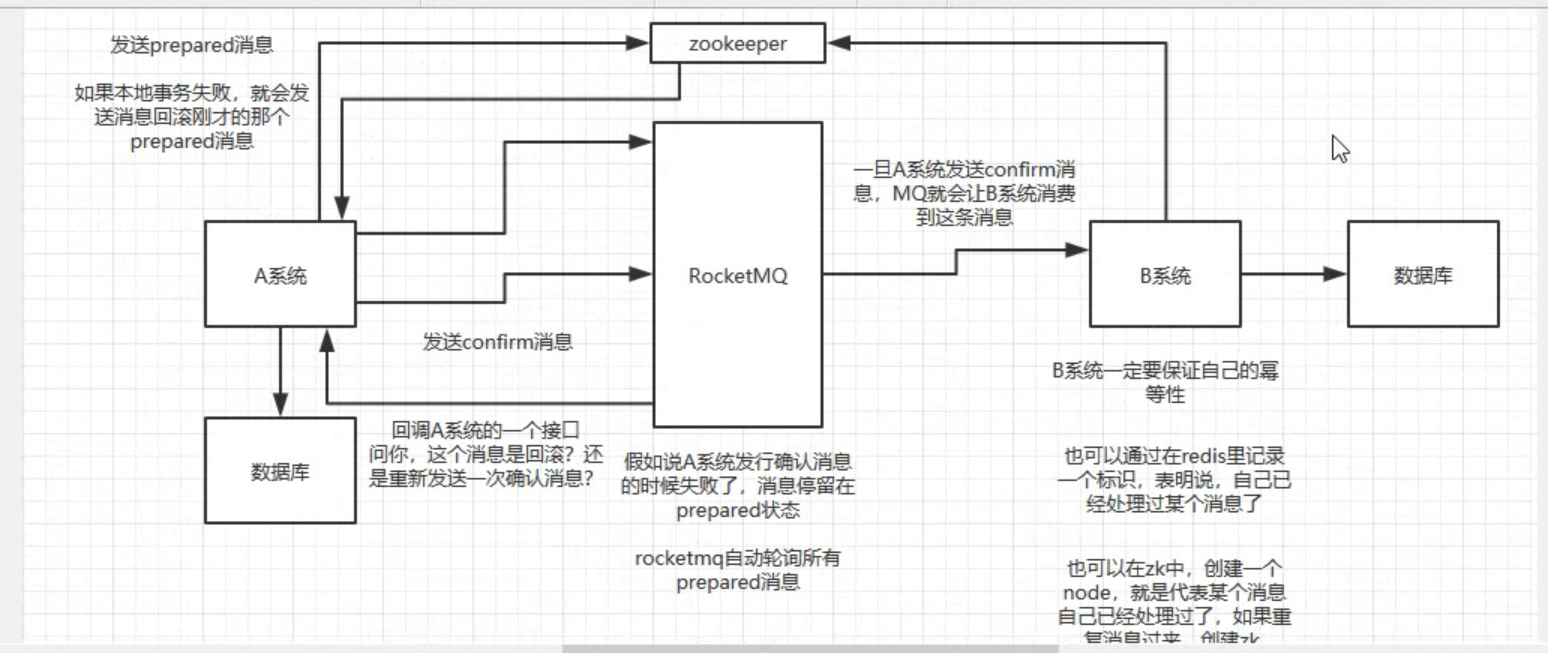 发送prepared消息
如果本地事务失败，就会发
送消息回滚刚才的那个
prepared消息
zookeeper
A系统
RocketMQ
一旦A系统发送confirm消
息，MQ就会让B系统消费
到这条消息
B系统
数据库
发送confirm消息
数据库
回调A系统的一个接口
问你，这个消息是回滚？还
是重新发送一次确认消息？
假如说A系统发行确认消息
的时候失败了，消息停留在
prepared状态
rocketmq自动轮询所有
prepared消息
B系统一定要保证自己的幂
等性
也可以通过在redis里记录
一个标识，表明说，自己已
经处理过某个消息了
也可以在zk中，创建一个
node，就是代表某个消息
自己已经处理过了，如果重
复消息过来，创建zk